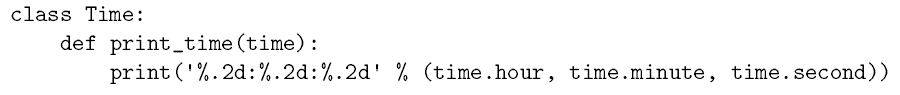 class Time:
    def print_time(time):
        print('%.2d:%.2d:%.2d' % (time.hour, time.minute, time.second))